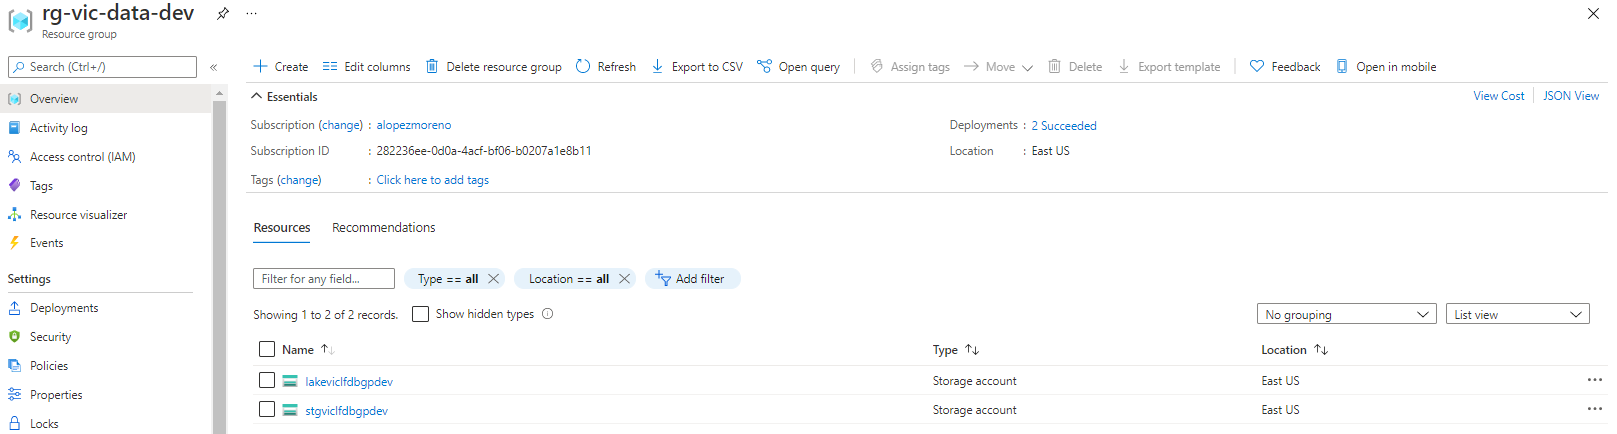 rg-vic-data-dev
Resource group
Search (Ctrl+/)
Overview
Activity log
Access control (IAM)
Tags
Resource visualizer
Events
Settings
Deployments
Security
Policies
Properties
Locks
Create Edit columns Delete resource group Refresh Export to CSV Open query Assign tags Move Delete Export template Feedback Open in mobile
Essentials View Cost JSON View
Subscription (change) : alopezmoreno Deployments : 2 Succeeded
Subscription ID : 282236ee-0d0a-4acf-bf06-b0207a1e8b11 Location : East US
Tags (change) : Click here to add tags
Resources Recommendations
Filter for any field... Type == all Location == all Add filter
Showing 1 to 2 of 2 records. Show hidden types No grouping List view
Name Type Location
lakeviclfdbgpdev Storage account East US
stgviclfdbgpdev Storage account East US